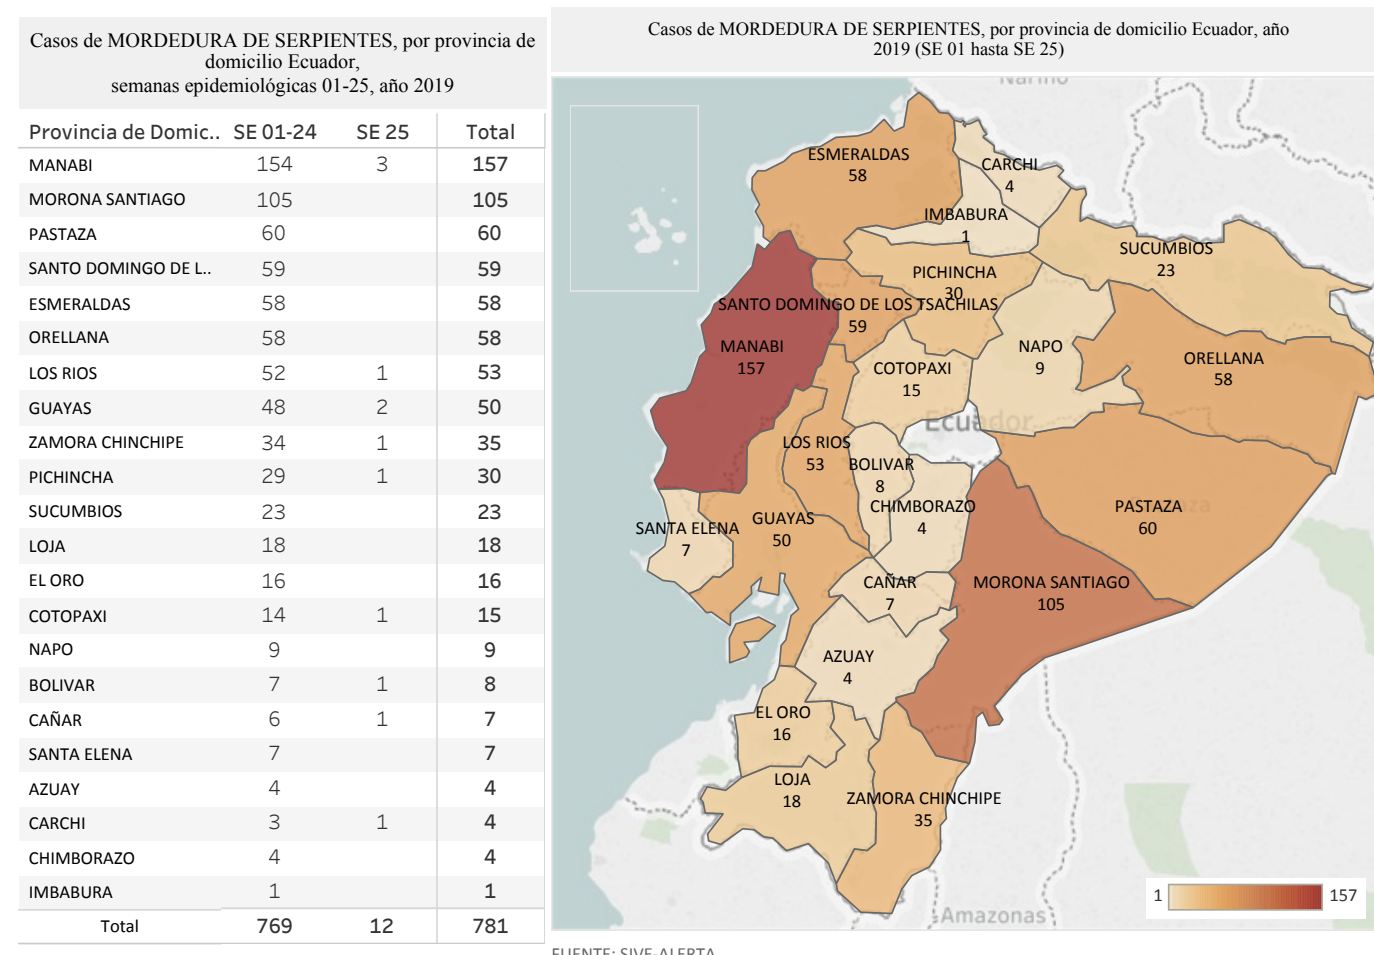 Casos de MORDEDURA DE SERPIENTES, por provincia de
domicilio Ecuador,
semanas epidemiológicas 01-25, año 2019
Provincia de Domic.. SE 01-24 SE 25 Total
MANABI 154 3 157
MORONA SANTIAGO 105 105
PASTAZA 60 60
SANTO DOMINGO DE L.. 59 59
ESMERALDAS 58 58
ORELLANA 58 58
LOS RIOS 52 1 53
GUAYAS 48 2 50
ZAMORA CHINCHIPE 34 1 35
PICHINCHA 29 1 30
SUCUMBIOS 23 23
LOJA 18 18
EL ORO 16 16
COTOPAXI 14 1 15
NAPO 9 9
BOLIVAR 7 1 8
CAÑAR 6 1 7
SANTA ELENA 7 7
AZUAY 4 4
CARCHI 3 1 4
CHIMBORAZO 4 4
IMBABURA 1 1
Total 769 12 781
Casos de MORDEDURA DE SERPIENTES, por provincia de domicilio Ecuador, año
2019 (SE 01 hasta SE 25)
Nariño
ESMERALDAS
58
CARCHI
4
IMBABURA
1
SUCUMBIOS
23
PICHINCHA
30
SANTO DOMINGO DE LOS TSACHILAS
59
MANABI
157
NAPO
9
ORELLANA
58
COTOPAXI
15
Ecuador
LOS RIOS
53
BOLIVAR
8
CHIMBORAZO
4
PASTAZA
60
SANTA ELENA
7
GUAYAS
50
CAÑAR
7
MORONA SANTIAGO
105
AZUAY
4
EL ORO
16
LOJA
18
ZAMORA CHINCHIPE
35
1 157
Amazonas
FUENTE: SIVE-ALERTA